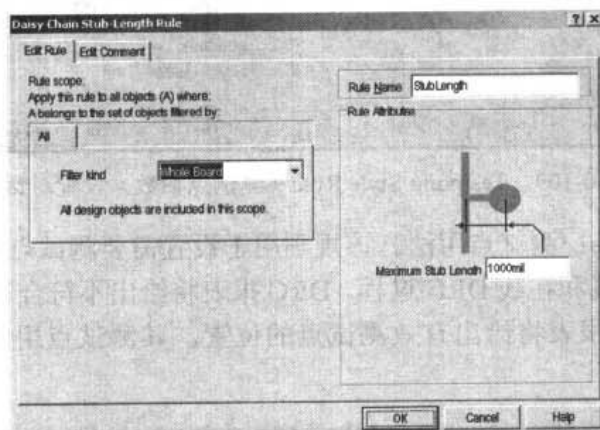 Daisy Chain Stub-Length Rule
Edit Rule
Edit Comment
Rule scope:
Apply this rule to all objects (A) where:
A belongs to the set of objects filtered by:
All
Filter kind
Whole Board
All design objects are included in this scope.
Rule Name
StubLength
Rule Attributes
Maximum Stub Length
1000mil
OK
Cancel
Help